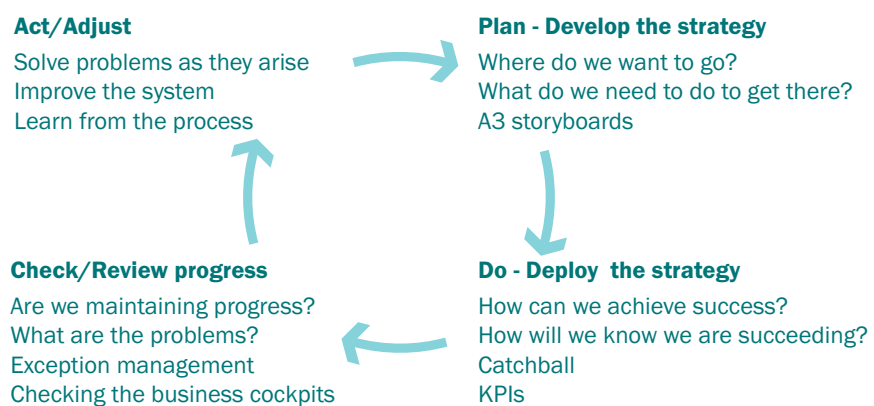 Act/Adjust
Solve problems as they arise
Improve the system
Learn from the process
Plan - Develop the strategy
Where do we want to go?
What do we need to do to get there?
A3 storyboards
Check/Review progress
Are we maintaining progress?
What are the problems?
Exception management
Checking the business cockpits
Do - Deploy the strategy
How can we achieve success?
How will we know we are succeeding?
Catchball
KPIs